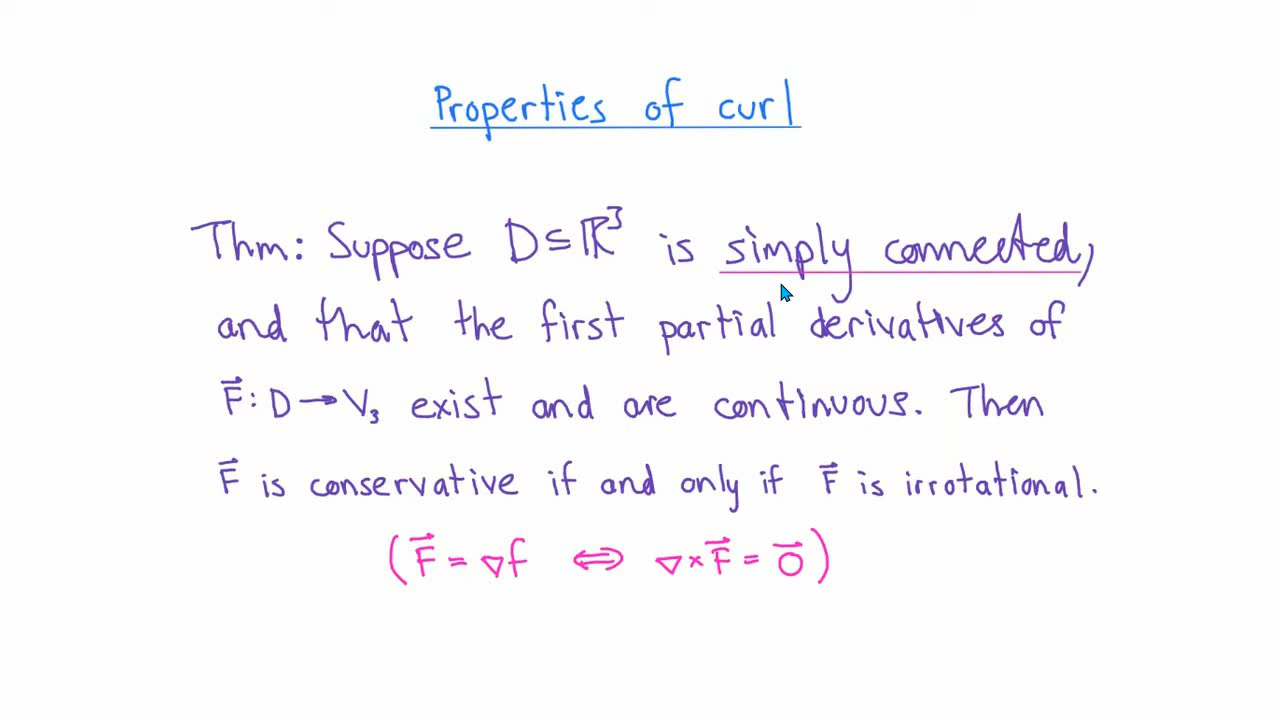 Properties of curl
Thm: Suppose D ⊆ ℝ³ is simply connected,
and that the first partial derivatives of
F⃗ : D → V₃ exist and are continuous. Then
F⃗ is conservative if and only if F⃗ is irrotational.
(F⃗ = ∇f ⇔ ∇×F⃗ = 0⃗)